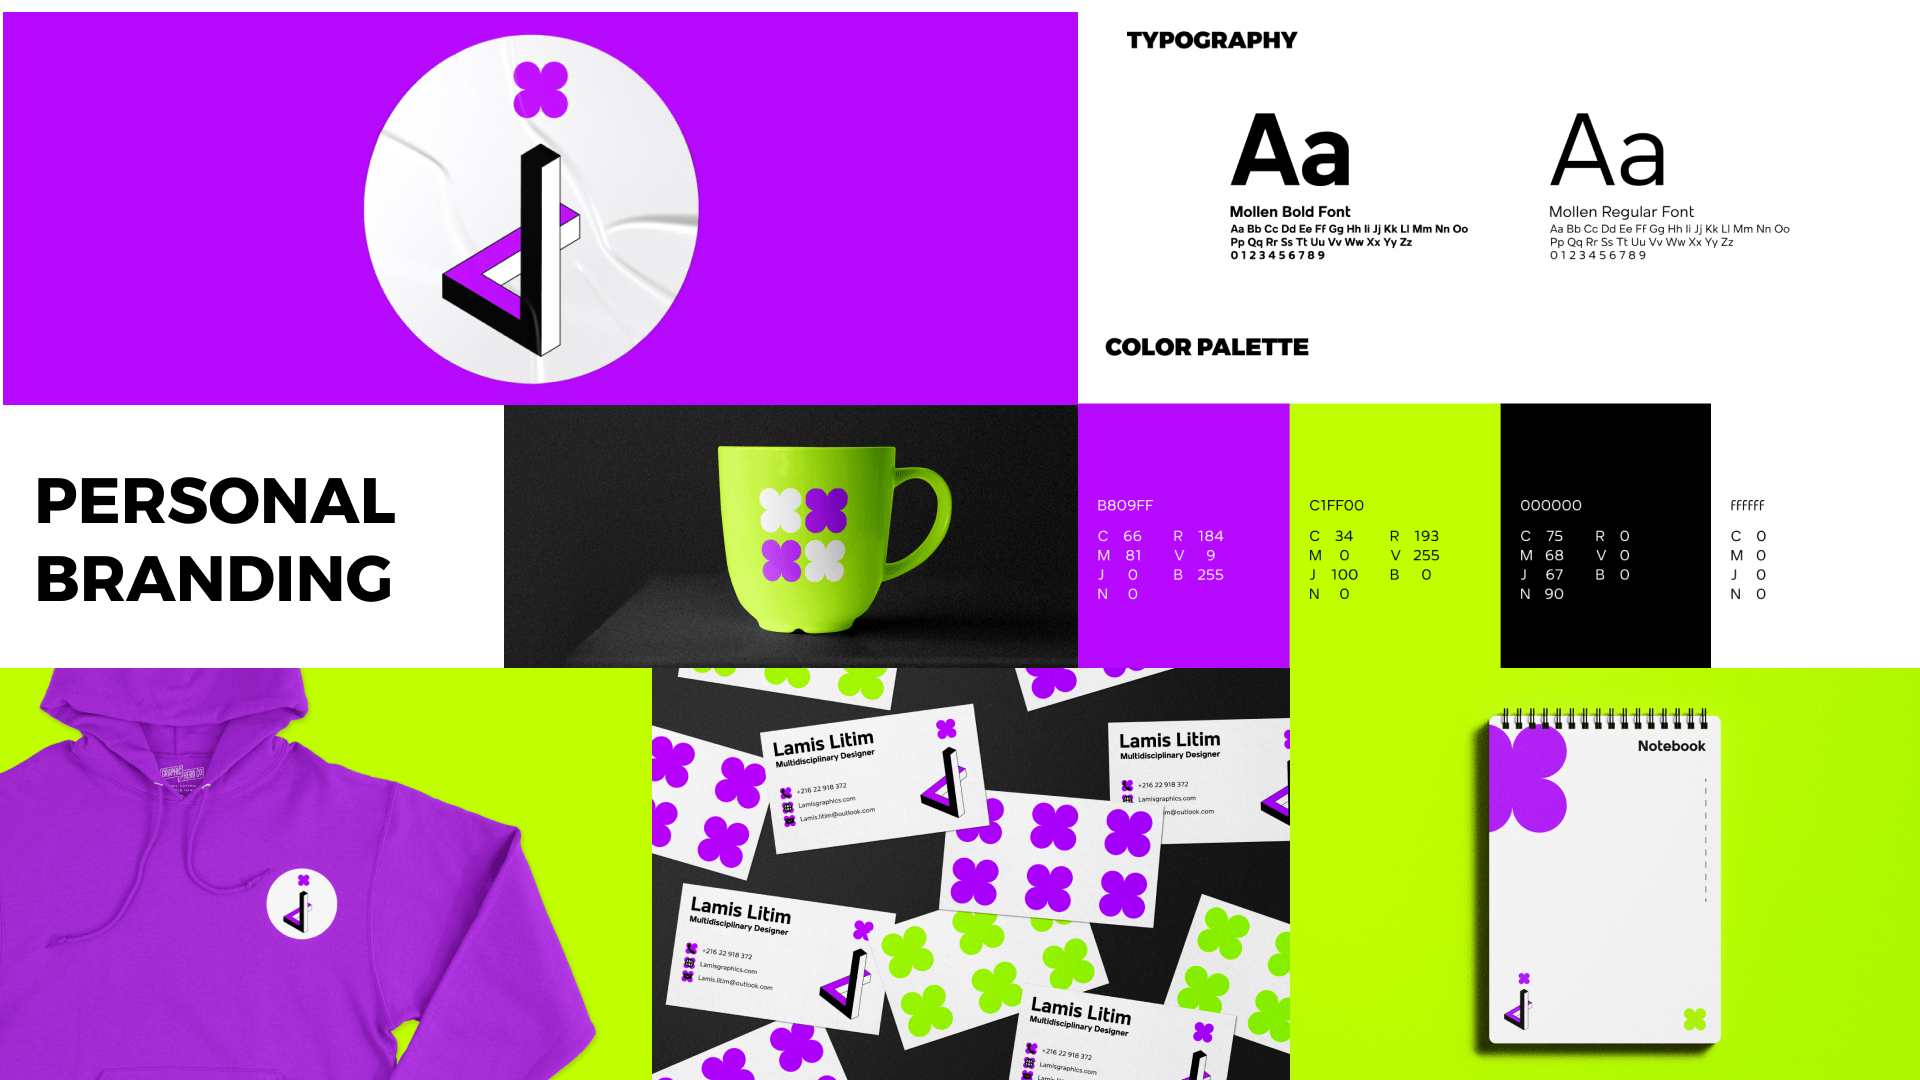 TYPOGRAPHY
Aa
Aa
Mollen Bold Font
Aa Bb Cc Dd Ee Ff Gg Hh Ii Jj Kk Ll Mm Nn Oo
Pp Qq Rr Ss Tt Uu Vv Ww Xx Yy Zz
0 1 2 3 4 5 6 7 8 9
Mollen Regular Font
Aa Bb Cc Dd Ee Ff Gg Hh Ii Jj Kk Ll Mm Nn Oo
Pp Qq Rr Ss Tt Uu Vv Ww Xx Yy Zz
0 1 2 3 4 5 6 7 8 9
COLOR PALETTE
PERSONAL
BRANDING
B809FF
C 66 R 184
M 81 V 9
J 0 B 255
N 0
C1FF00
C 34 R 193
M 0 V 255
J 100 B 0
N 0
000000
C 75 R 0
M 68 V 0
J 67 B 0
N 90
ffffff
C 0
M 0
J 0
N 0
GRAPHIC
HERO CO
Lamis Litim
Multidisciplinary Designer
+216 22 918 372
Lamisgraphics.com
Lamis.litim@outlook.com
Lamis Litim
Multidisciplinary Designer
+216 22 918 372
Lamisgraphics.com
im@outlook.com
Lamis Litim
Multidisciplinary Designer
+216 22 918 372
Lamisgraphics.com
Lamis.litim@outlook.com
Lamis Litim
Multidisciplinary Designer
+216 22 918 372
Lamisgraphics.com
Notebook